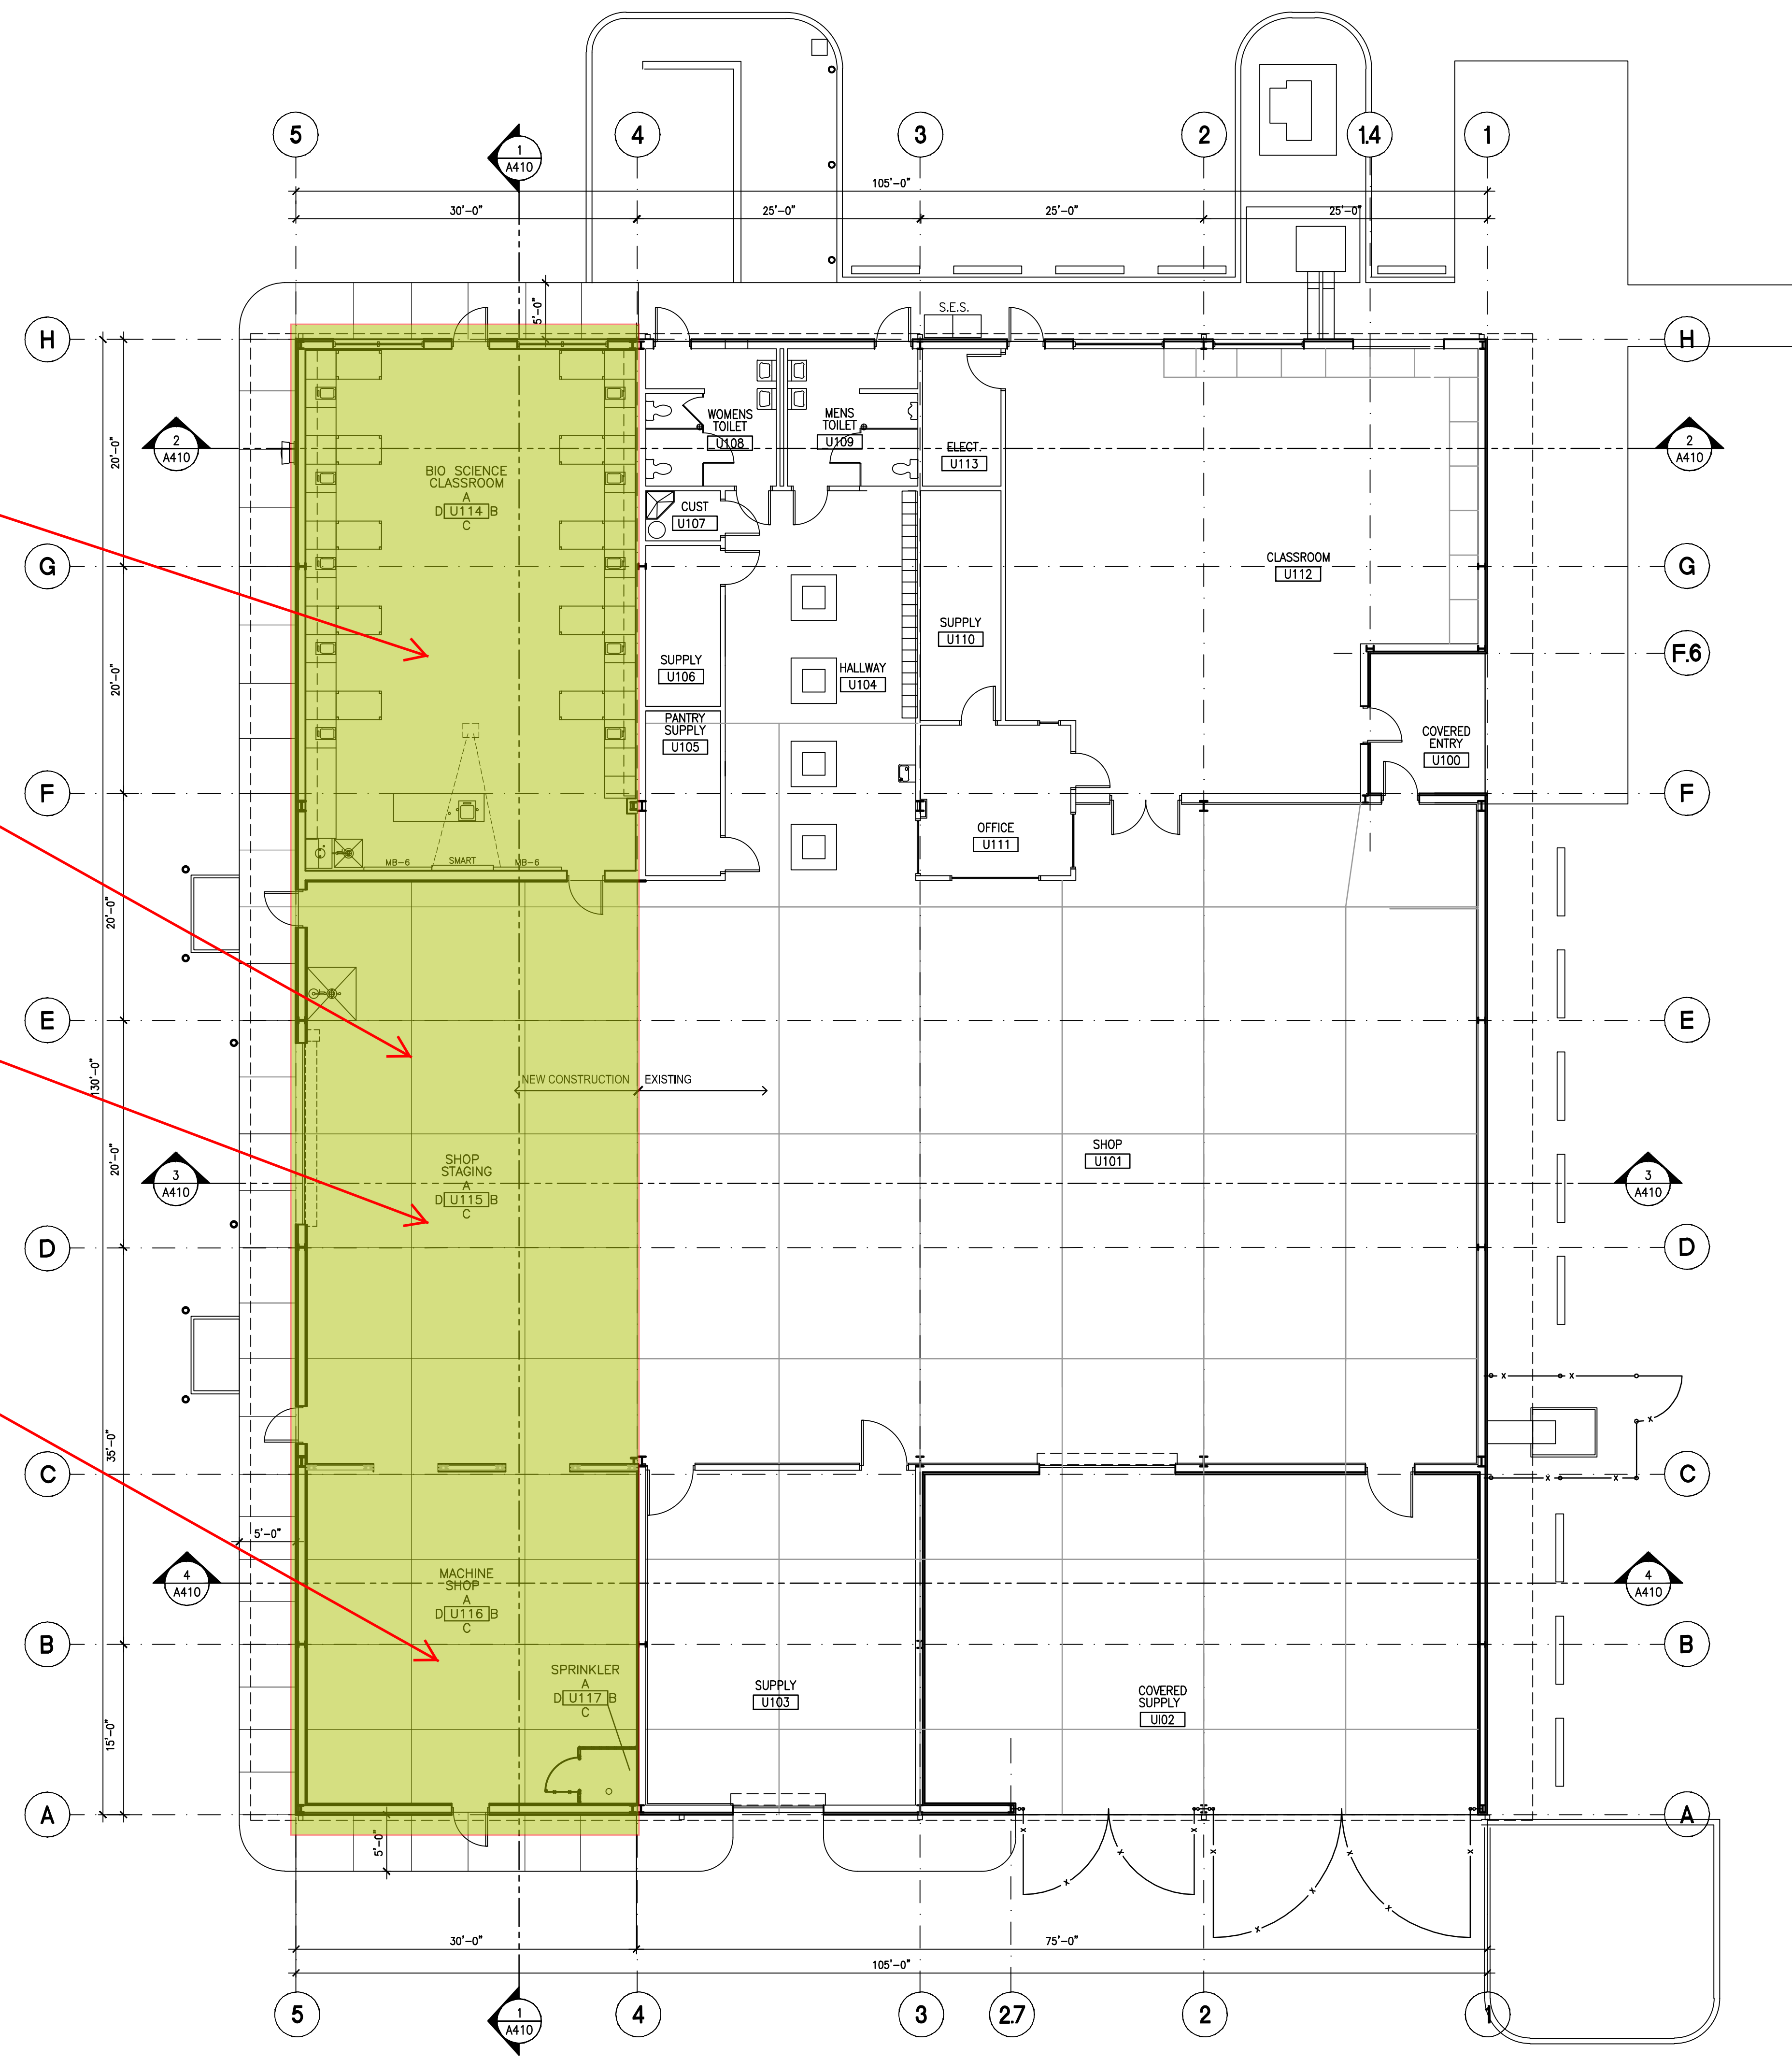 5
4
3
2
1.4
1
1
A410
105'-0"
30'-0"
25'-0"
25'-0"
25'-0"
5'-0"
S.E.S.
H
H
WOMENS
TOILET
U108
MENS
TOILET
U109
2
A410
20'-0"
ELECT.
U113
2
A410
BIO SCIENCE
CLASSROOM
A
D U114 B
C
CUST
U107
G
CLASSROOM
U112
G
SUPPLY
U110
F.6
20'-0"
SUPPLY
U106
HALLWAY
U104
PANTRY
SUPPLY
U105
COVERED
ENTRY
U100
F
F
OFFICE
U111
MB-6
SMART
MB-6
20'-0"
E
E
130'-0"
NEW CONSTRUCTION
EXISTING
20'-0"
SHOP
STAGING
A
D U115 B
C
SHOP
U101
3
A410
3
A410
D
D
x
x
x
35'-0"
C
C
x
x
5'-0"
4
A410
MACHINE
SHOP
A
D U116 B
C
4
A410
B
B
SPRINKLER
A
D U117 B
C
SUPPLY
U103
COVERED
SUPPLY
U102
15'-0"
A
A
5'-0"
x
x
x
x
x
x
x
x
x
x
30'-0"
75'-0"
105'-0"
5
1
A410
4
3
2.7
2
1